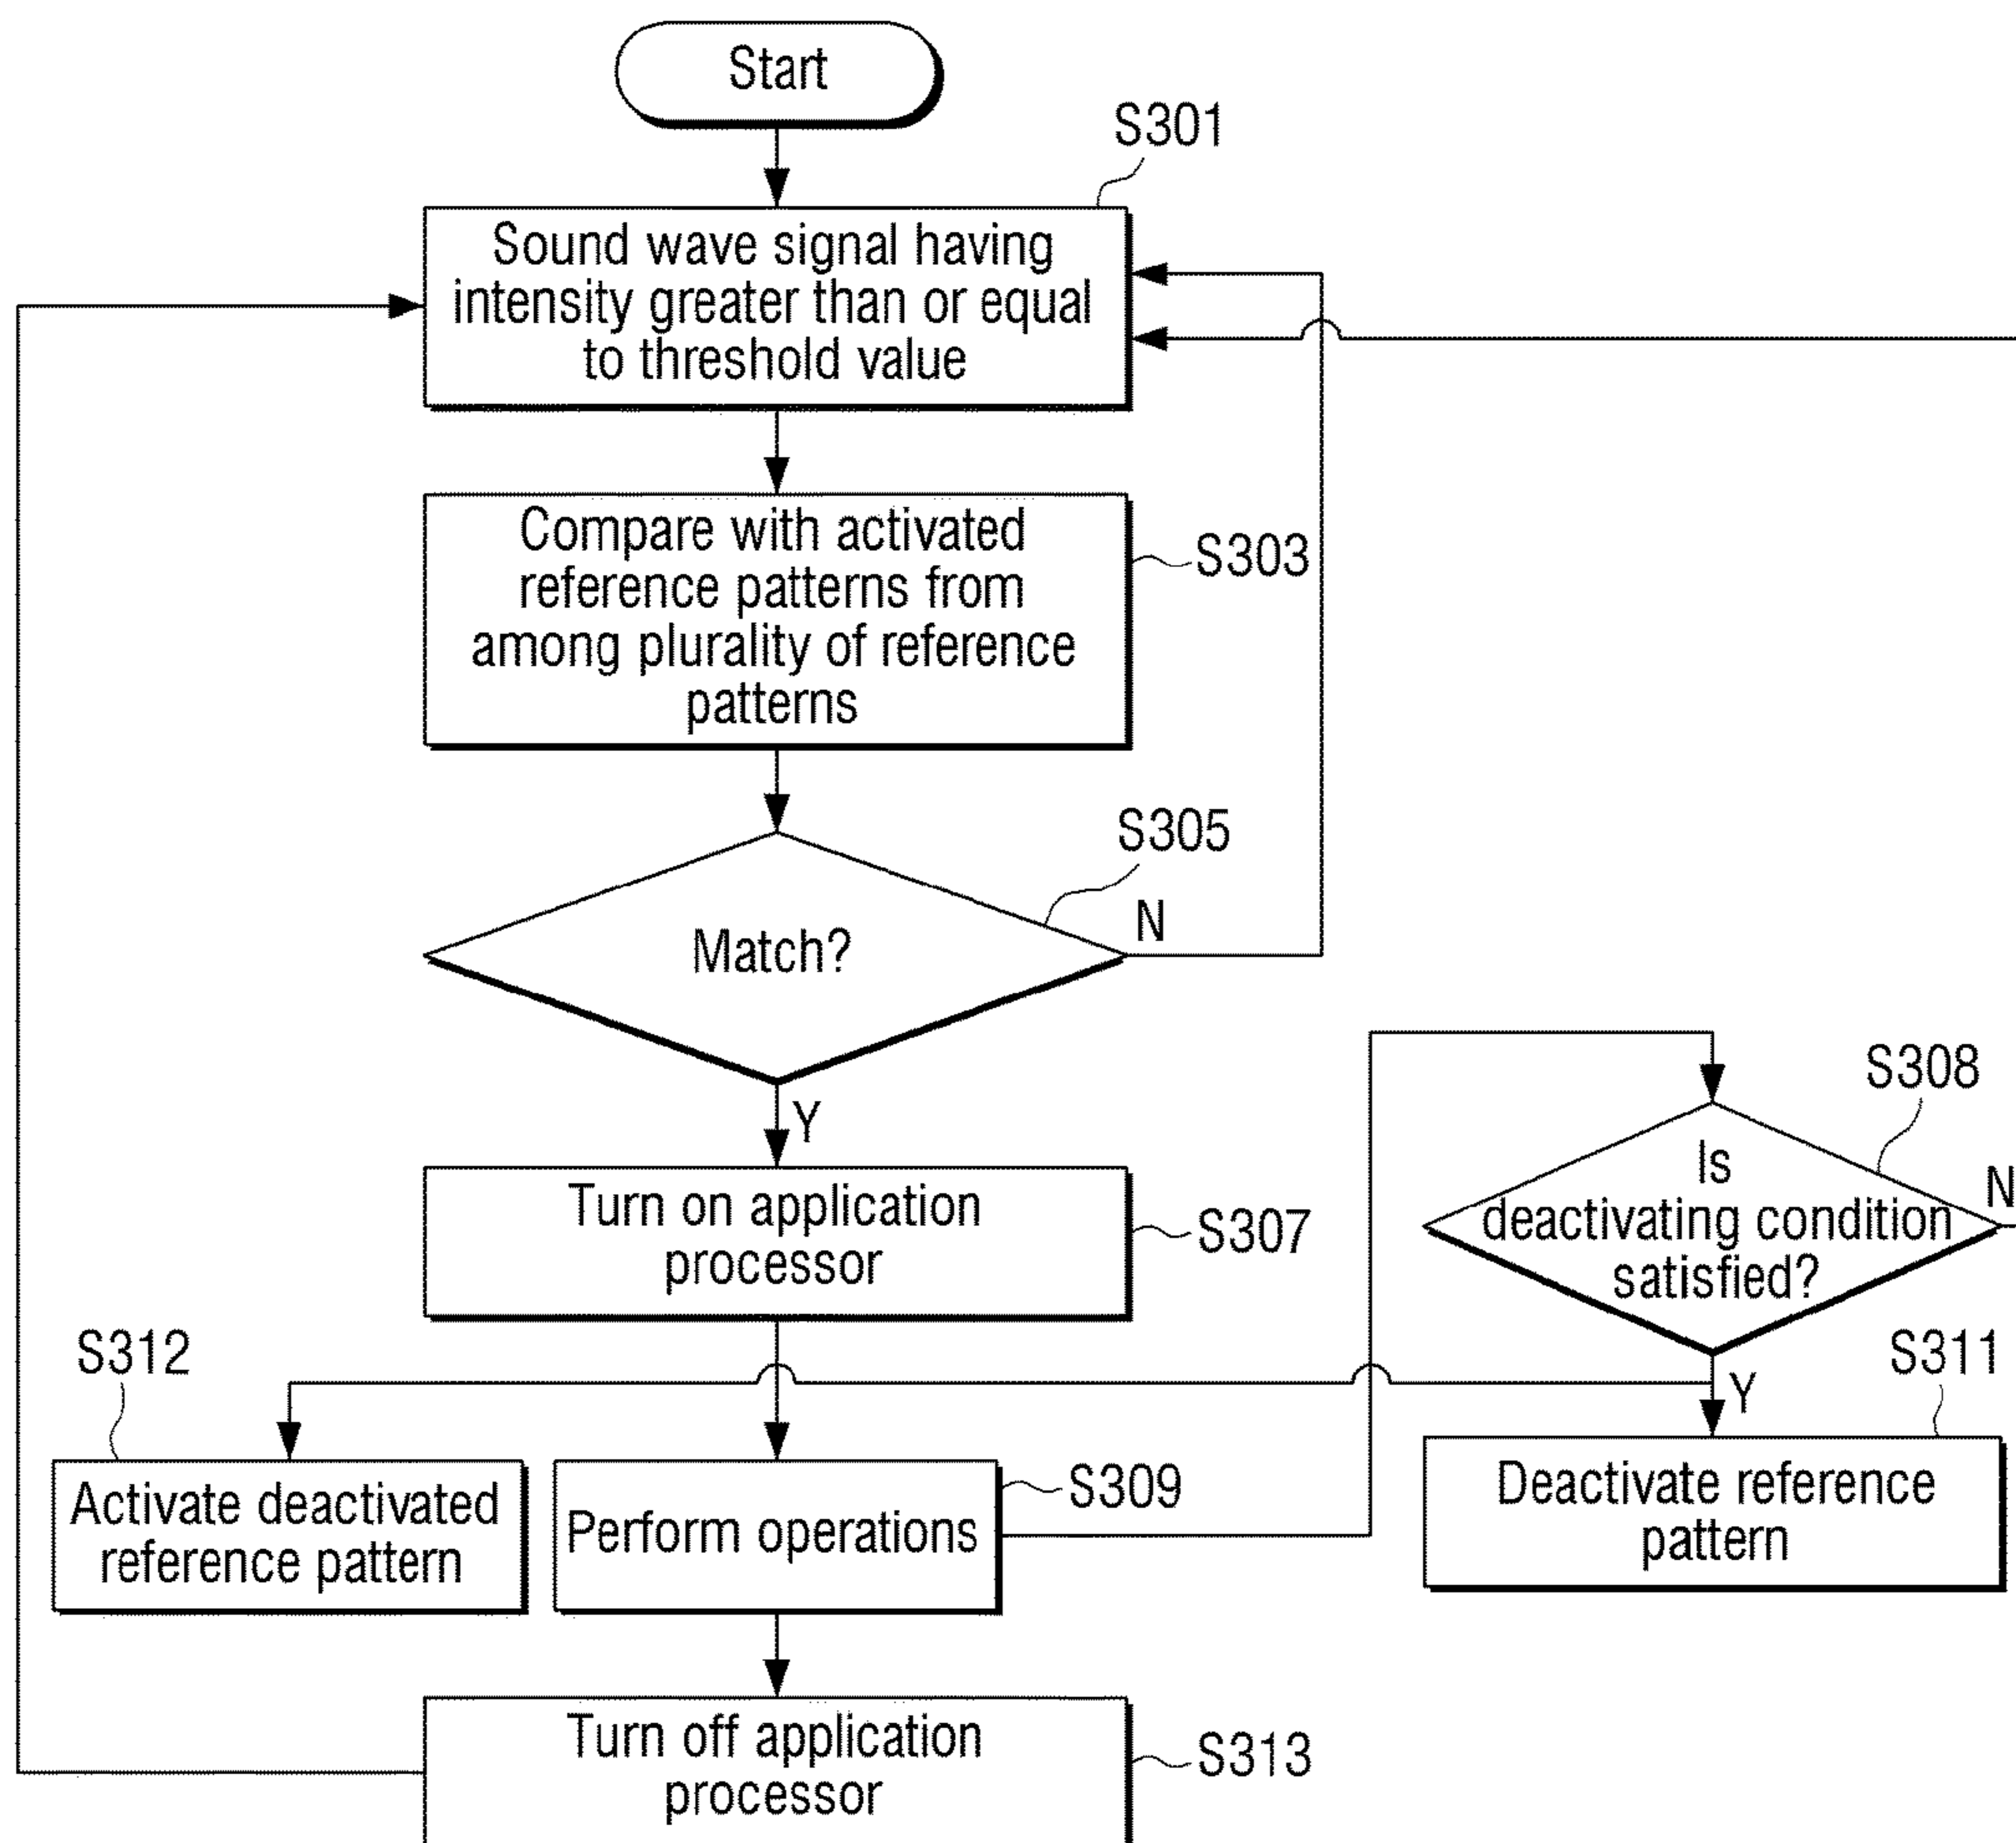 Start
S301
Sound wave signal having
intensity greater than or equal
to threshold value
Compare with activated
reference patterns from
among plurality of reference
patterns
S303
S305
Match?
N
Y
S308
Is
deactivating condition
satisfied?
N
Turn on application
processor
S307
S312
S311
Y
Activate deactivated
reference pattern
Perform operations
S309
Deactivate reference
pattern
Turn off application
processor
S313